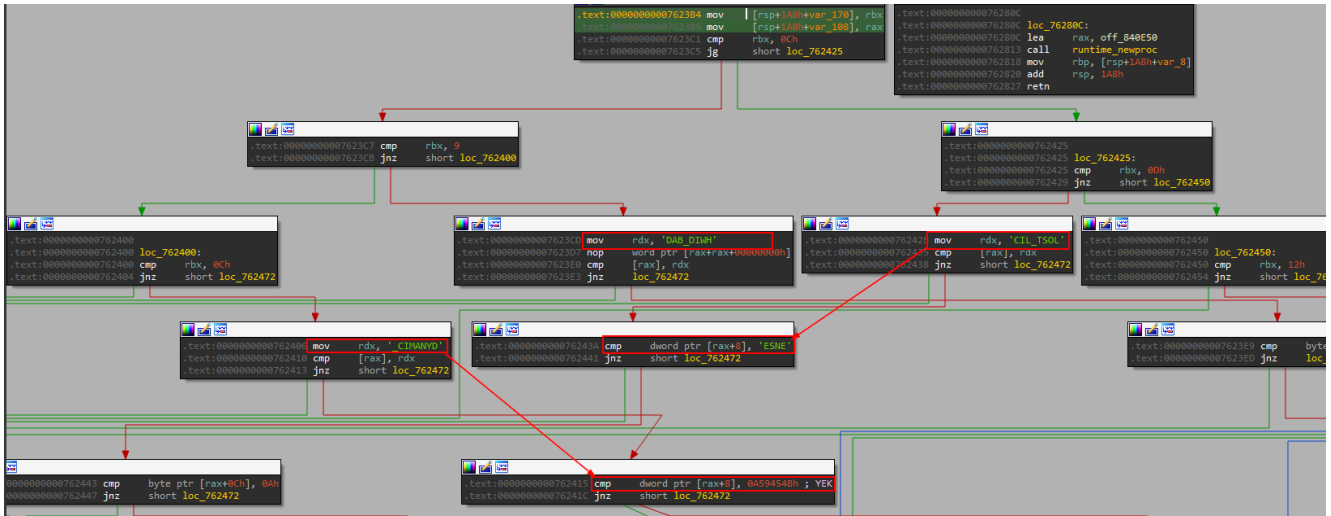 .text:00000000007623B4 mov [rsp+1A8h+var_170], rbx
mov [rsp+1A8h+var_108], rax
.text:00000000007623C1 cmp rbx, 0Ch
.text:00000000007623C5 jg short loc_762425
.text:000000000076280C
.text:000000000076280C loc_76280C:
.text:000000000076280C lea rax, off_840E50
.text:0000000000762813 call runtime_newproc
.text:0000000000762818 mov rbp, [rsp+1A8h+var_8]
.text:0000000000762820 add rsp, 1A8h
.text:0000000000762827 retn
.text:00000000007623C7 cmp rbx, 9
.text:00000000007623CB jnz short loc_762400
.text:0000000000762425
.text:0000000000762425 loc_762425:
.text:0000000000762425 cmp rbx, 0Dh
.text:0000000000762429 jnz short loc_762450
.text:0000000000762400
.text:0000000000762400 loc_762400:
.text:0000000000762400 cmp rbx, 0Ch
.text:0000000000762404 jnz short loc_762472
.text:00000000007623CD mov rdx, 'DAB_DIWH'
.text:00000000007623D7 nop word ptr [rax+rax+00000000h]
.text:00000000007623E0 cmp [rax], rdx
.text:00000000007623E3 jnz loc_762472
mov rdx, 'CIL_TSOL'
cmp [rax], rdx
.text:0000000000762438 jnz short loc_762472
.text:0000000000762450
.text:0000000000762450 loc_762450:
.text:0000000000762450 cmp rbx, 12h
.text:0000000000762454 jnz short
.text:0000000000762406 mov rdx, '_CIMANYD'
.text:0000000000762410 cmp [rax], rdx
.text:0000000000762413 jnz short loc_762472
.text:000000000076243A cmp dword ptr [rax+8], 'ESNE'
.text:0000000000762441 jnz short loc_762472
.text:00000000007623E9 cmp
.text:00000000007623ED jnz
0000000000762443 cmp byte ptr [rax+0Ch], 0Ah
0000000000762447 jnz short loc_762472
.text:0000000000762415 cmp dword ptr [rax+8], 0A59454Bh ; YEK
.text:000000000076241C jnz short loc_762472